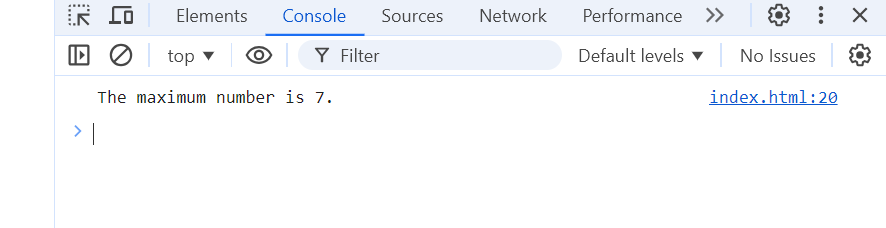 Elements Console Sources Network Performance
top Filter Default levels No Issues
The maximum number is 7. index.html:20